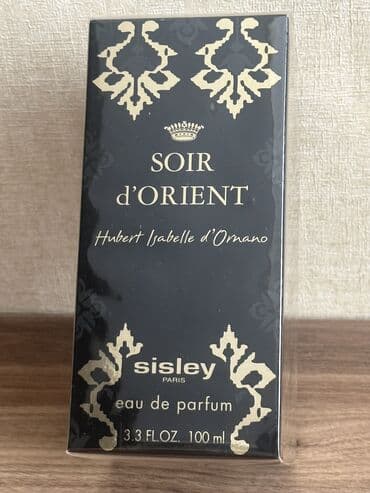 SOIR
d'ORIENT
Hubert Isabelle d'Ornano
sisley
PARIS
eau de parfum
3.3 FL.OZ. 100 ml